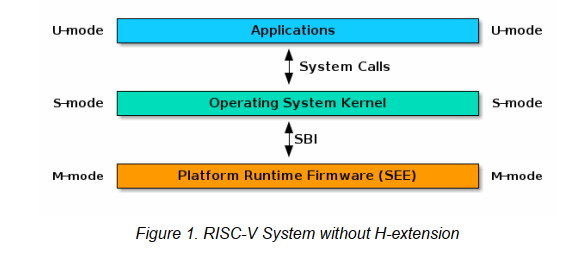 U-mode Applications U-mode
System Calls
S-mode Operating System Kernel S-mode
SBI
M-mode Platform Runtime Firmware (SEE) M-mode
Figure 1. RISC-V System without H-extension